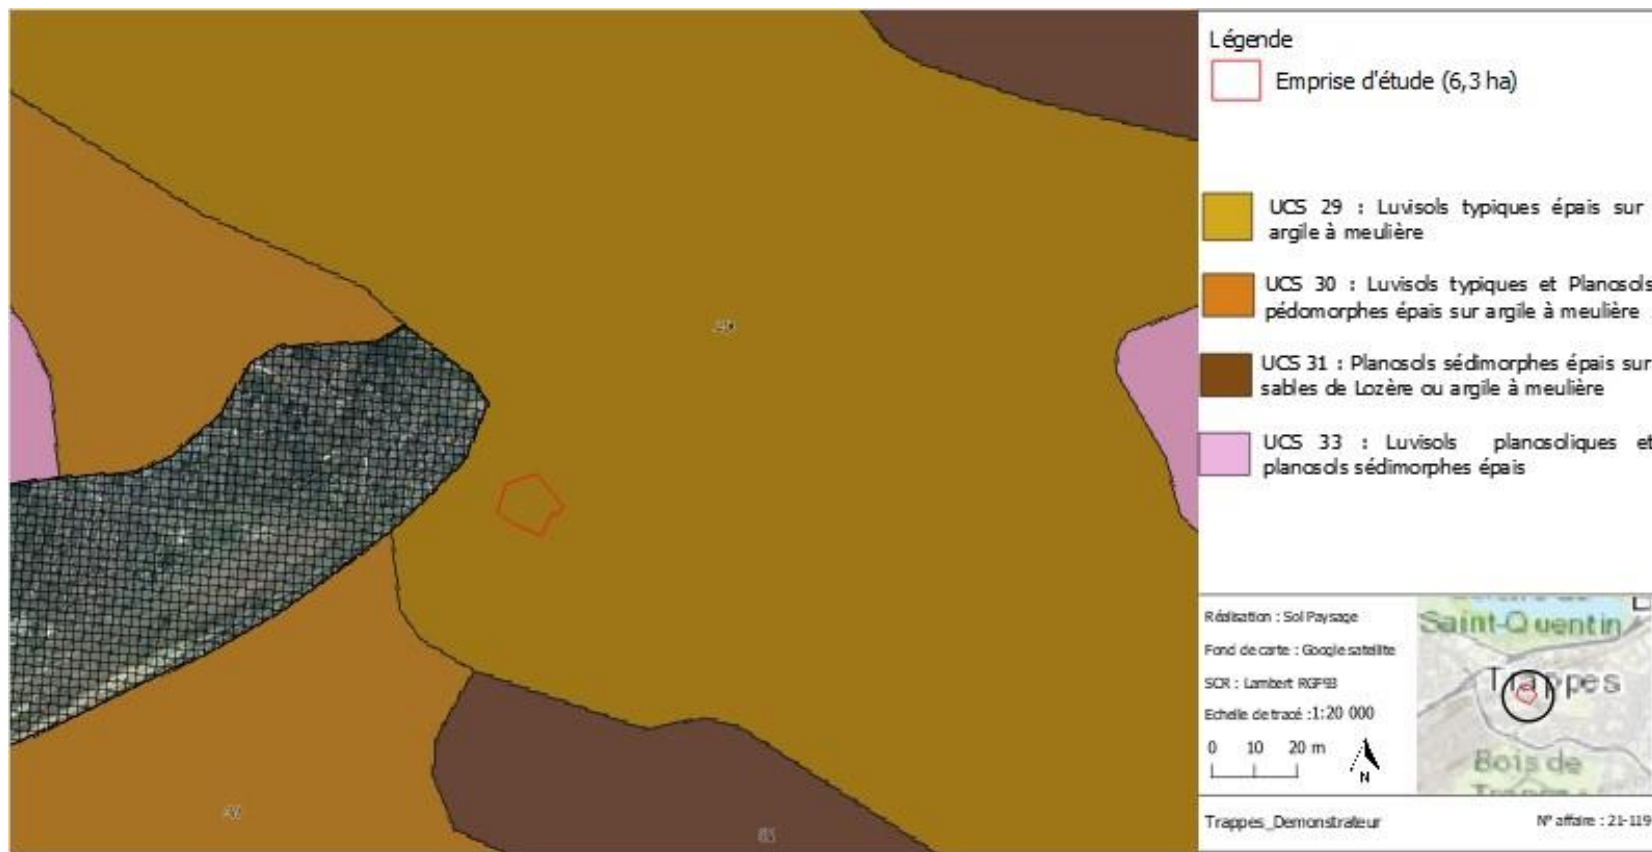 Légende
Emprise d'étude (6,3 ha)
UCS 29 : Luvisols typiques épais sur
argile à meulière
UCS 30 : Luvisols typiques et Planosols
pédomorphes épais sur argile à meulière
UCS 31 : Planosols sédimorphes épais sur
sables de Lozère ou argile à meulière
UCS 33 : Luvisols planosoliques et
planosols sédimorphes épais
29
Réalisation : Sol Paysage
Fond de carte : Google satellite
SCR : Lambert RGF93
Echelle de tracé :1:20 000
0 10 20 m
N
Saint-Quentin
Trappes
Bois de
Trappes_Demonstrateur
N° affaire : 21-119